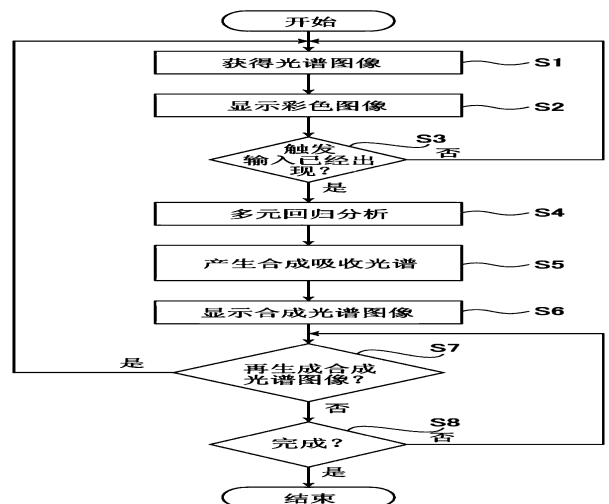 开始
获得光谱图像
S1
显示彩色图像
S2
触发
输入已经出
现？
S3
否
是
多元回归分析
S4
产生合成吸收光谱
S5
显示合成光谱图像
S6
再生成合成
光谱图像？
S7
是
否
完成？
S8
否
是
结束